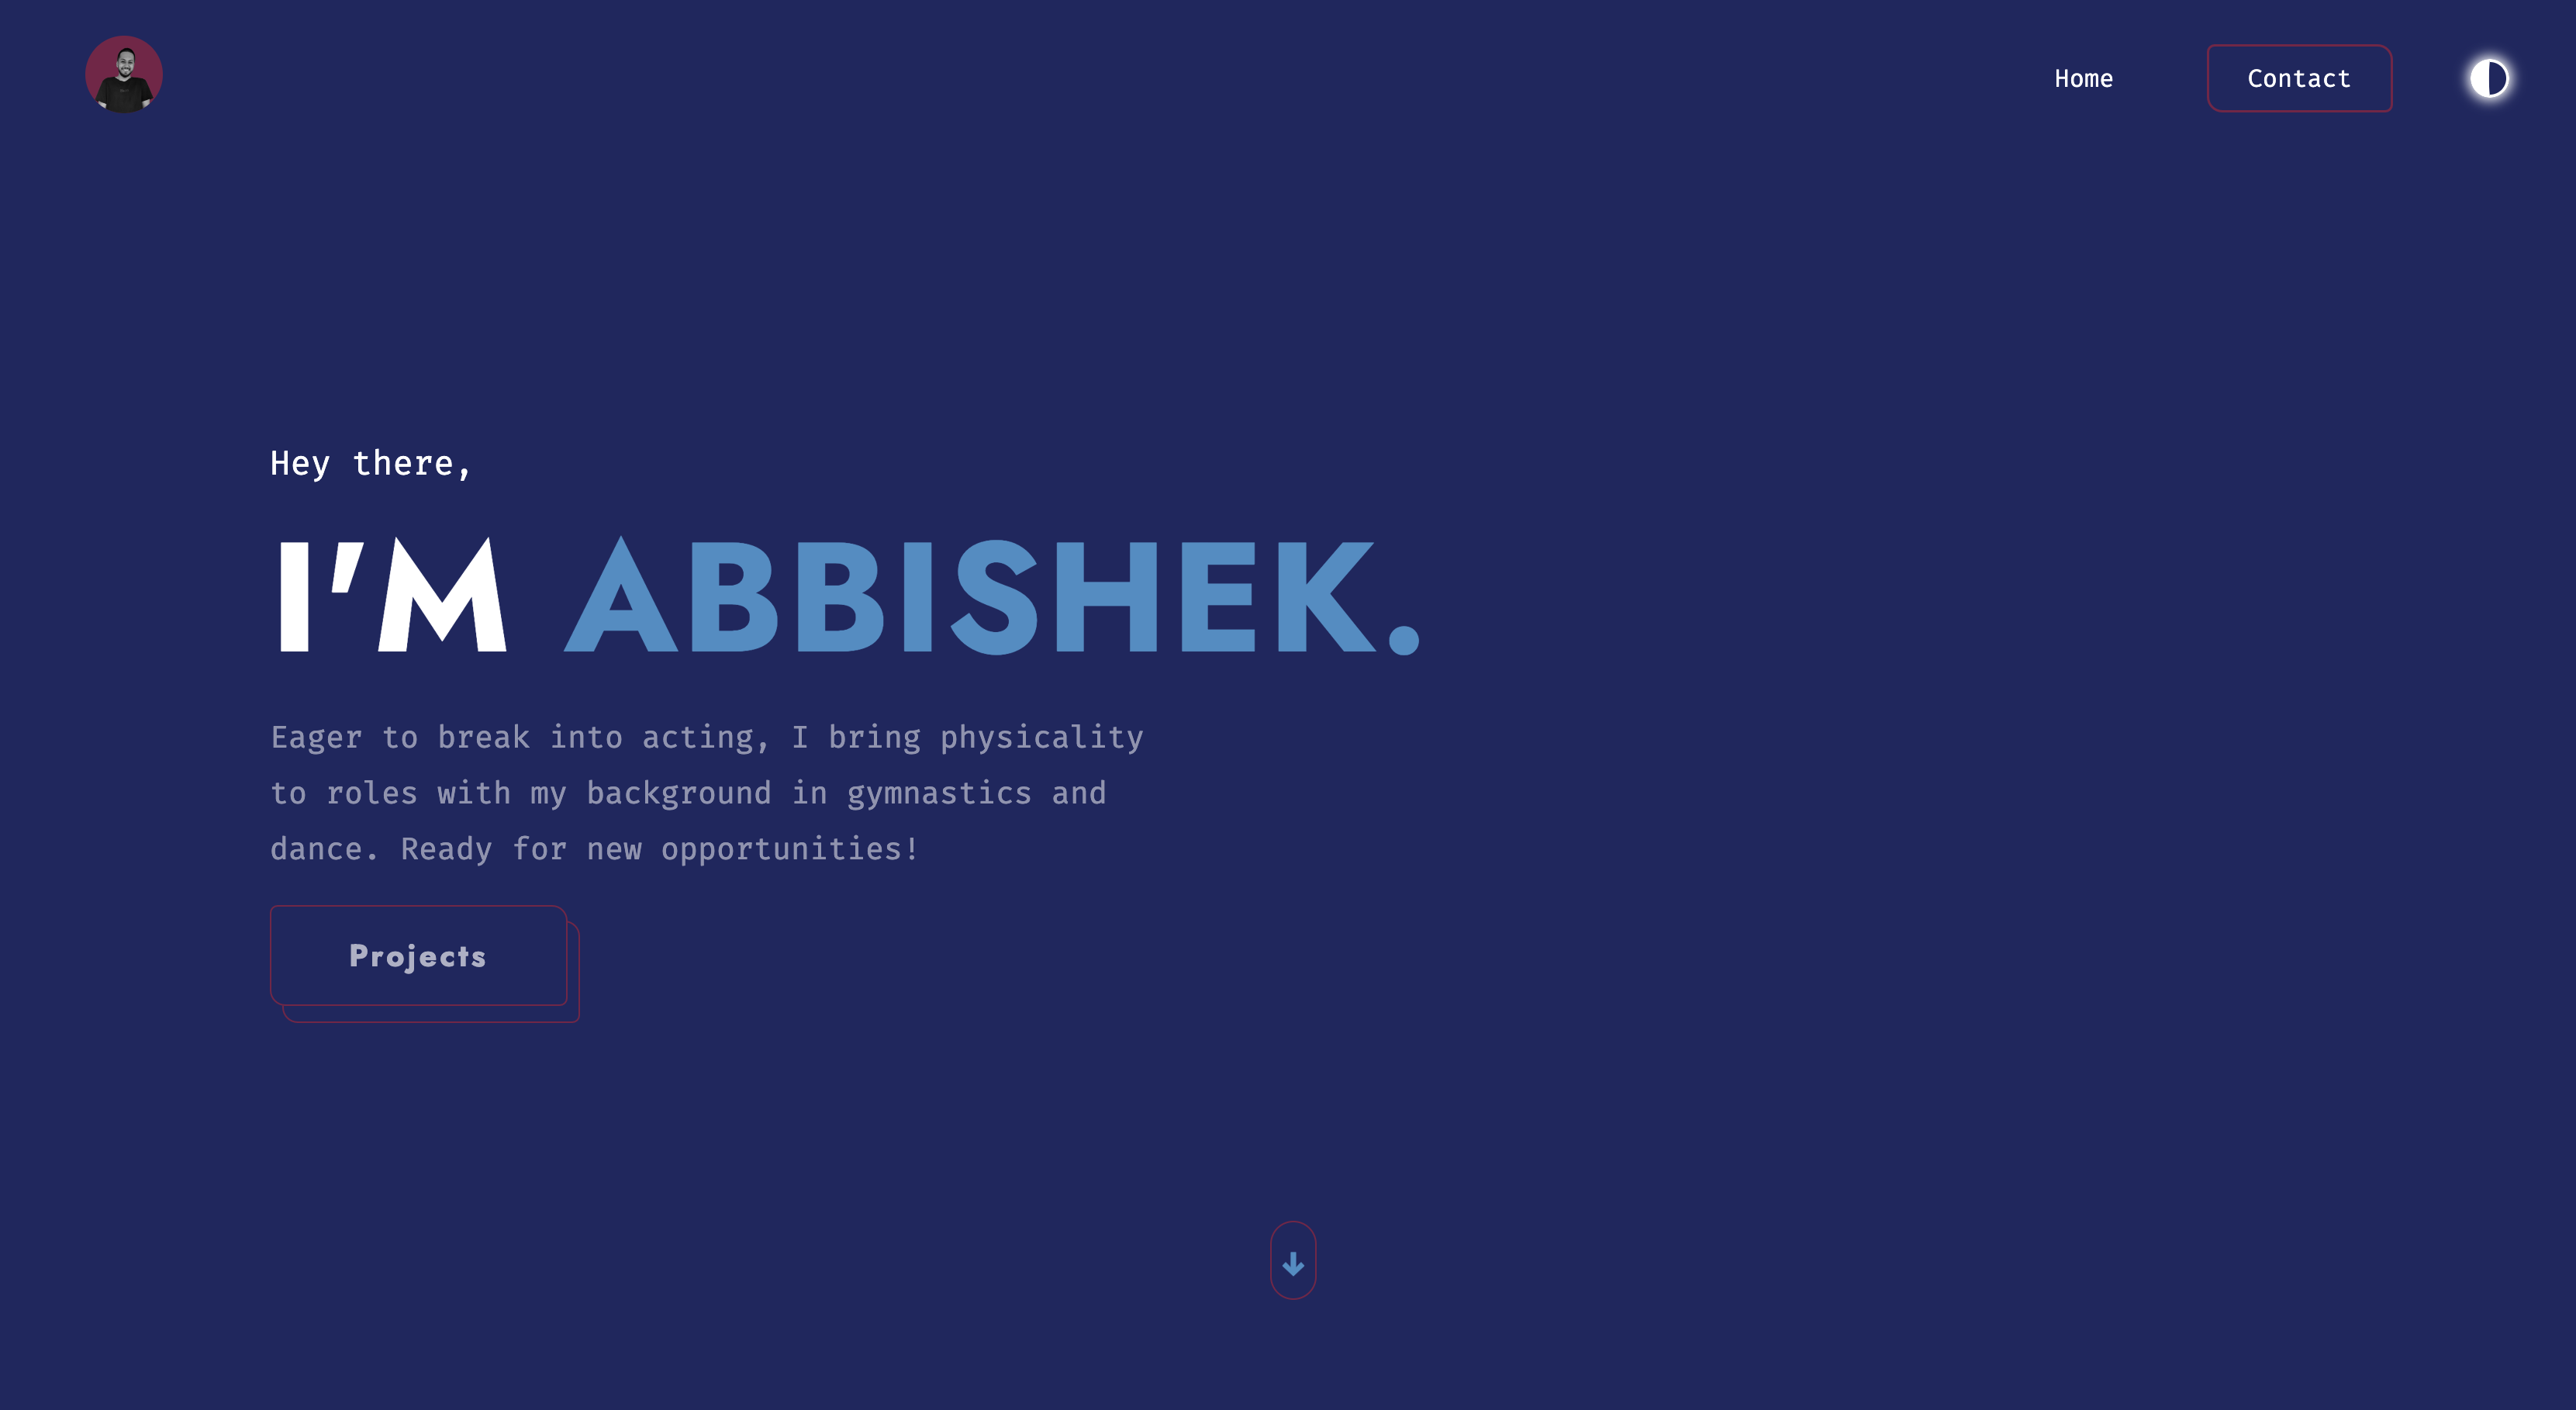 Home
Contact
Hey there,
I'M ABBISHEK.
Eager to break into acting, I bring physicality
to roles with my background in gymnastics and
dance. Ready for new opportunities!
Projects